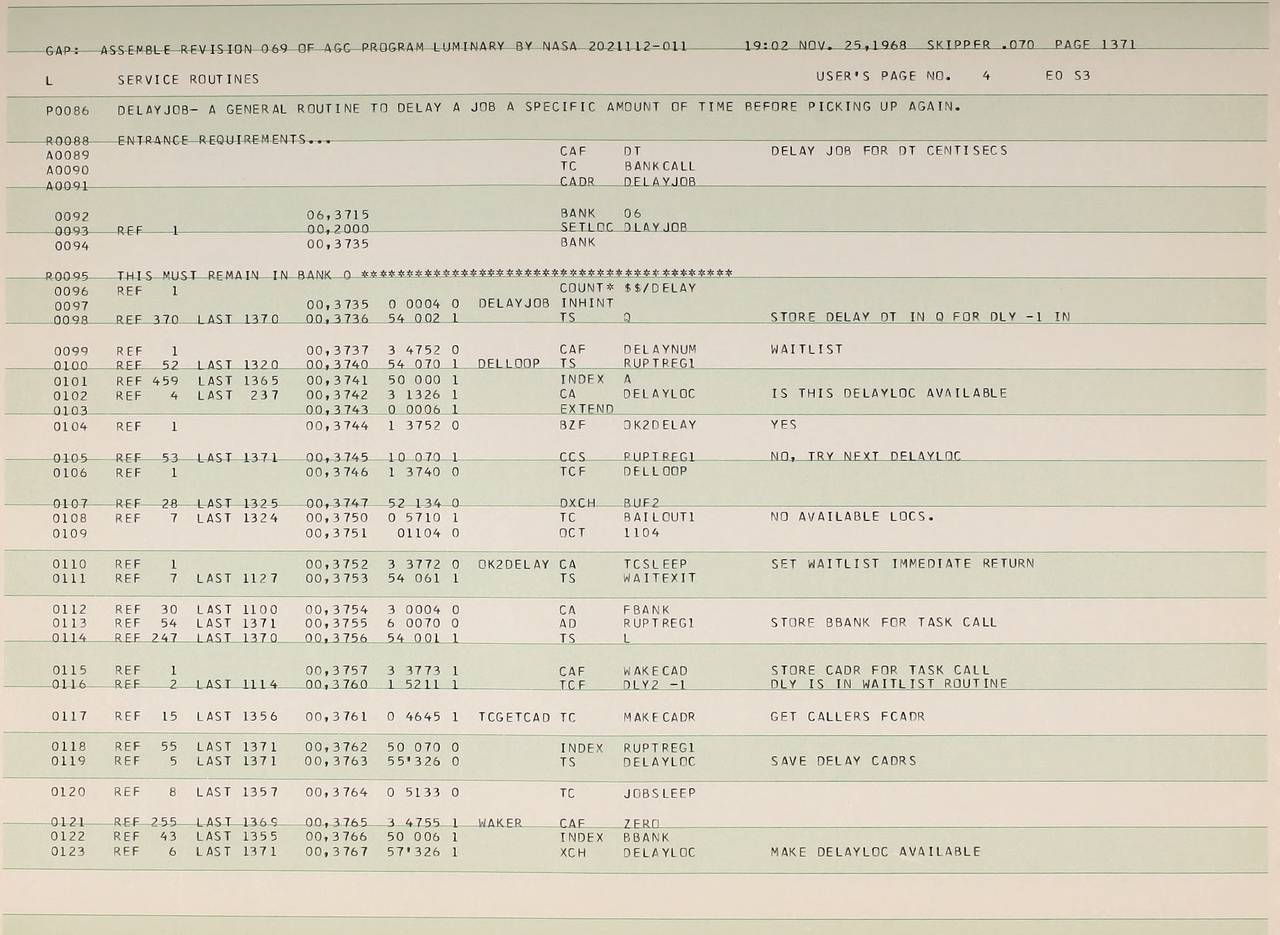 GAP:  ASSEMBLE REVISION 069 OF AGC PROGRAM LUMINARY BY NASA 2021112-011     19:02 NOV. 25,1968  SKIPPER .070  PAGE 1371
L     SERVICE ROUTINES     USER'S PAGE NO.   4     E0 S3
P0086  DELAYJOB- A GENERAL ROUTINE TO DELAY A JOB A SPECIFIC AMOUNT OF TIME BEFORE PICKING UP AGAIN.
R0088  ENTRANCE REQUIREMENTS...
A0089  CAF  DT  DELAY JOB FOR DT CENTISECS
A0090  TC  BANKCALL
A0091  CADR  DELAYJOB
0092  06,3715  BANK  06
0093  REF  1  00,2000  SETLOC  DLAYJOB
0094  00,3735  BANK
R0095  THIS MUST REMAIN IN BANK 0 *****************************************
0096  REF  1  COUNT*  $$/DELAY
0097  00,3735  0 0004 0  DELAYJOB  INHINT
0098  REF 370  LAST 1370  00,3736  54 002 1  TS  Q  STORE DELAY DT IN Q FOR DLY -1 IN
0099  REF  1  00,3737  3 4752 0  CAF  DELAYNUM  WAITLIST
0100  REF  52  LAST 1320  00,3740  54 070 1  DELLOOP  TS  RUPTREG1
0101  REF 459  LAST 1365  00,3741  50 000 1  INDEX  A
0102  REF  4  LAST  237  00,3742  3 1326 1  CA  DELAYLOC  IS THIS DELAYLOC AVAILABLE
0103  00,3743  0 0006 1  EXTEND
0104  REF  1  00,3744  1 3752 0  BZF  OK2DELAY  YES
0105  REF  53  LAST 1371  00,3745  10 070 1  CCS  RUPTREG1  NO, TRY NEXT DELAYLOC
0106  REF  1  00,3746  1 3740 0  TCF  DELLOOP
0107  REF  28  LAST 1325  00,3747  52 134 0  DXCH  BUF2
0108  REF  7  LAST 1324  00,3750  0 5710 1  TC  BAILOUT1  NO AVAILABLE LOCS.
0109  00,3751  01104 0  OCT  1104
0110  REF  1  00,3752  3 3772 0  OK2DELAY  CA  TCSLEEP  SET WAITLIST IMMEDIATE RETURN
0111  REF  7  LAST 1127  00,3753  54 061 1  TS  WAITEXIT
0112  REF  30  LAST 1100  00,3754  3 0004 0  CA  FBANK
0113  REF  54  LAST 1371  00,3755  6 0070 0  AD  RUPTREG1  STORE BBANK FOR TASK CALL
0114  REF 247  LAST 1370  00,3756  54 001 1  TS  L
0115  REF  1  00,3757  3 3773 1  CAF  WAKECAD  STORE CADR FOR TASK CALL
0116  REF  2  LAST 1114  00,3760  1 5211 1  TCF  DLY2 -1  DLY IS IN WAITLIST ROUTINE
0117  REF  15  LAST 1356  00,3761  0 4645 1  TCGETCAD  TC  MAKECADR  GET CALLERS FCADR
0118  REF  55  LAST 1371  00,3762  50 070 0  INDEX  RUPTREG1
0119  REF  5  LAST 1371  00,3763  55'326 0  TS  DELAYLOC  SAVE DELAY CADRS
0120  REF  8  LAST 1357  00,3764  0 5133 0  TC  JOBSLEEP
0121  REF 255  LAST 1369  00,3765  3 4755 1  WAKER  CAF  ZERO
0122  REF  43  LAST 1355  00,3766  50 006 1  INDEX  BBANK
0123  REF  6  LAST 1371  00,3767  57'326 1  XCH  DELAYLOC  MAKE DELAYLOC AVAILABLE